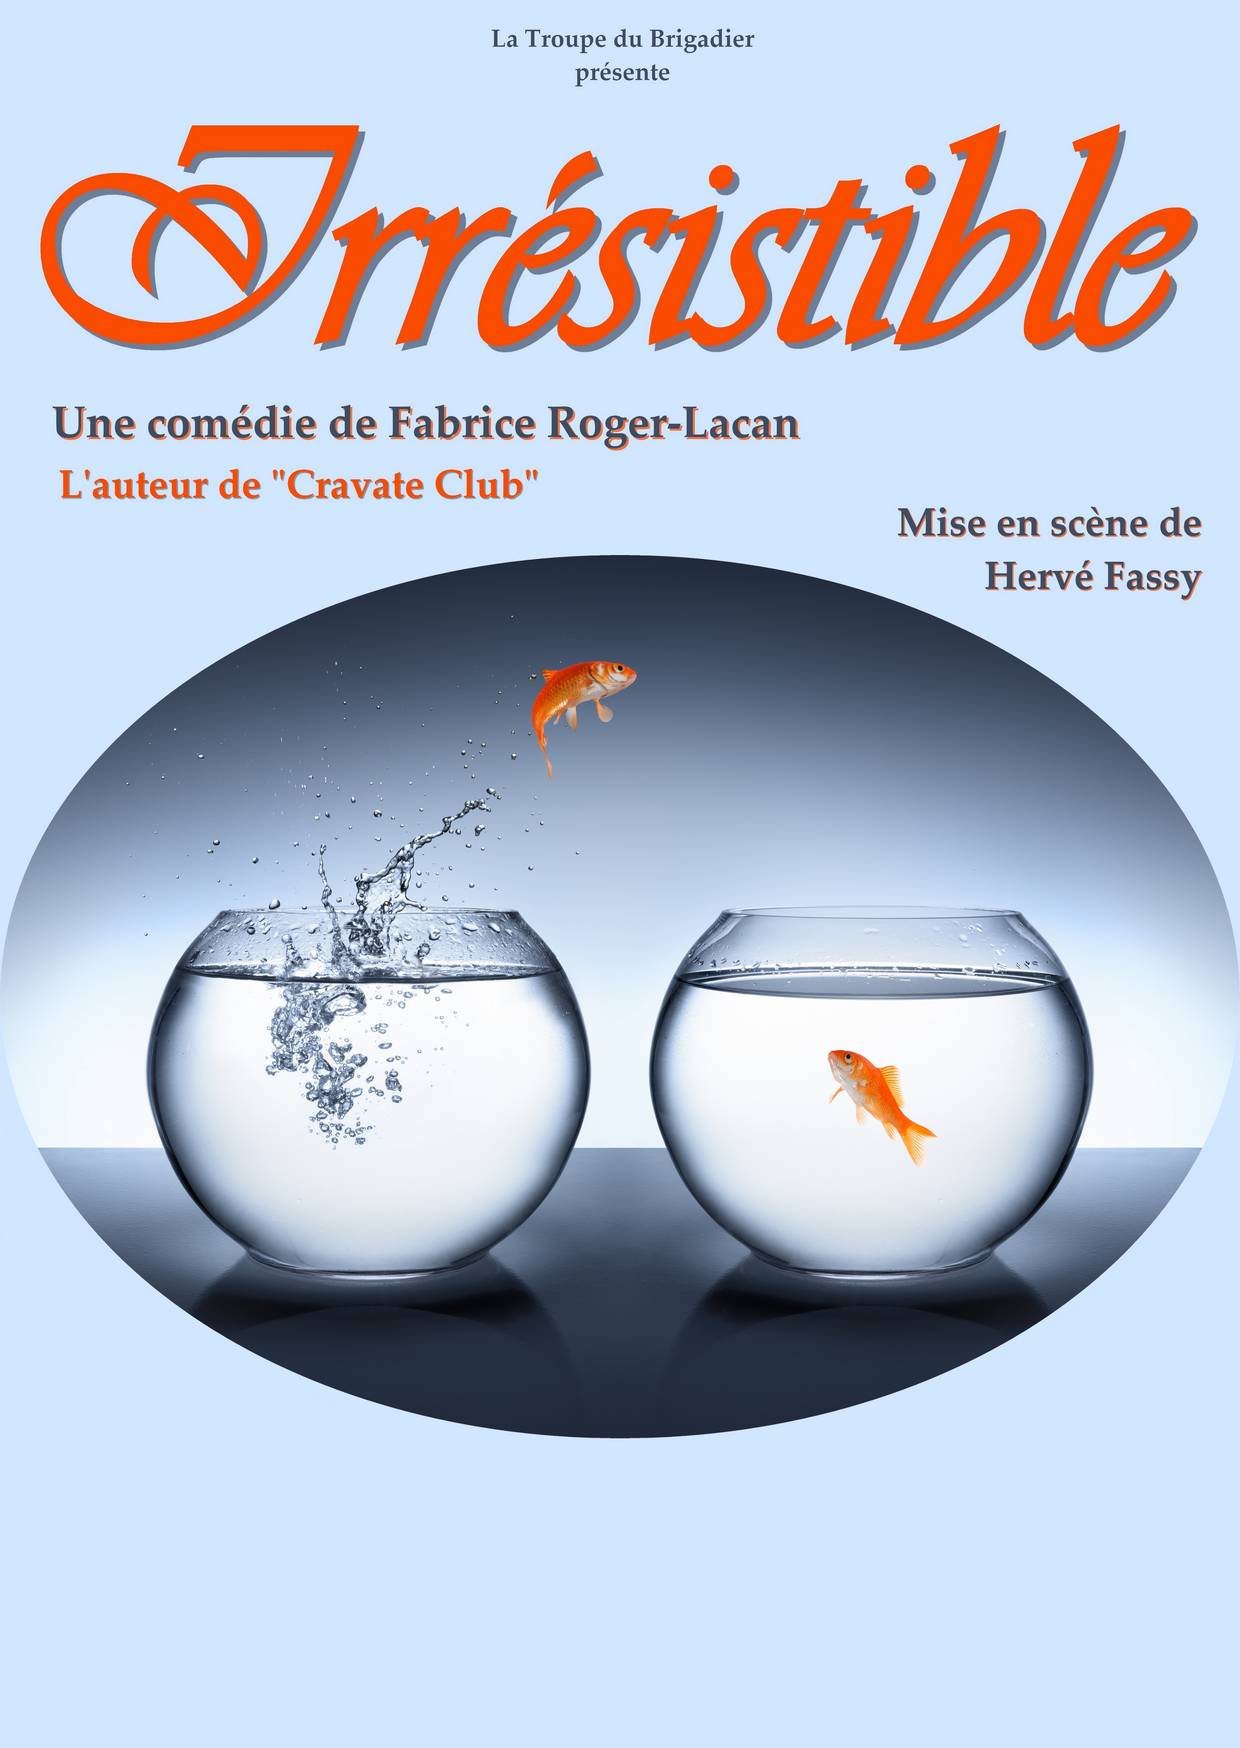 La Troupe du Brigadier
présente
Irrésistible
Une comédie de Fabrice Roger-Lacan
L'auteur de "Cravate Club"
Mise en scène de
Hervé Fassy